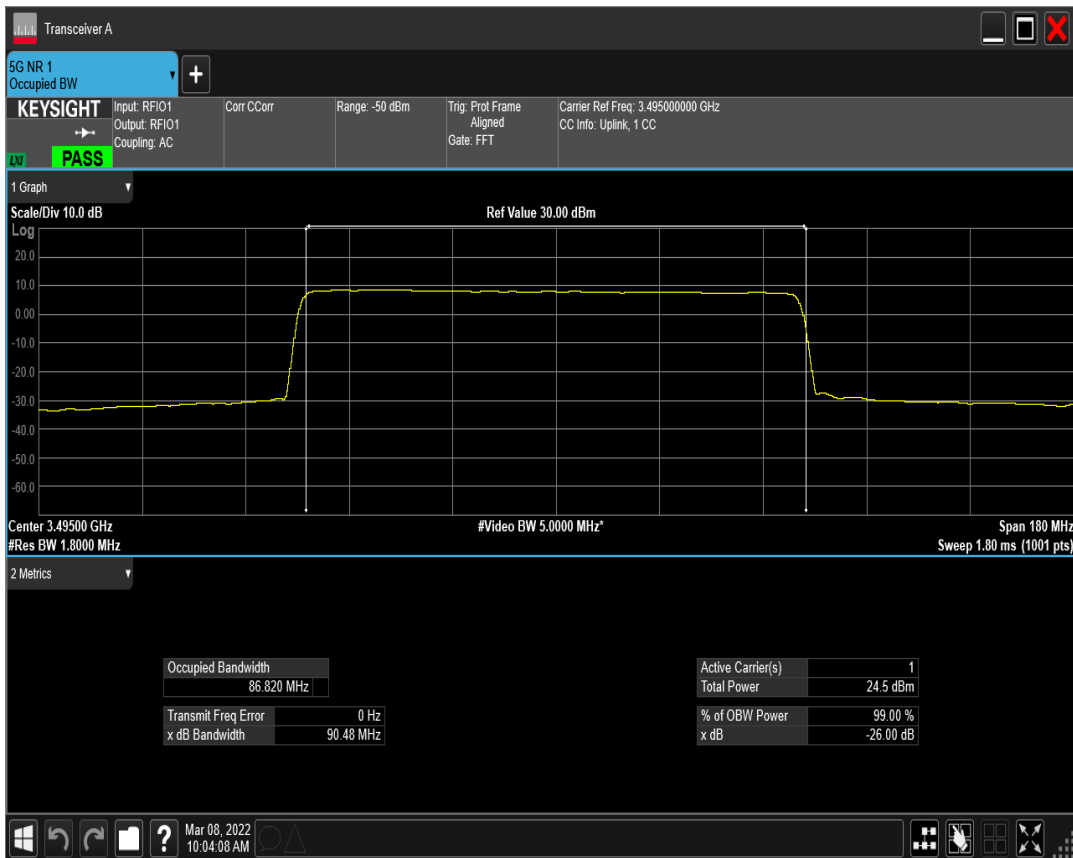 Transceiver A
5G NR 1
Occupied BW
+
KEYSIGHT
Input: RFIO1
Output: RFIO1
Coupling: AC
Corr CCorr
Range: -50 dBm
Trig: Prot Frame
Aligned
Gate: FFT
Carrier Ref Freq: 3.495000000 GHz
CC Info: Uplink, 1 CC
LXI
PASS
1 Graph
Scale/Div 10.0 dB
Ref Value 30.00 dBm
Log
20.0
10.0
0.00
-10.0
-20.0
-30.0
-40.0
-50.0
-60.0
Center 3.49500 GHz
#Video BW 5.0000 MHz*
Span 180 MHz
#Res BW 1.8000 MHz
Sweep 1.80 ms (1001 pts)
2 Metrics
Occupied Bandwidth
86.820 MHz
Transmit Freq Error 0 Hz
x dB Bandwidth 90.48 MHz
Active Carrier(s) 1
Total Power 24.5 dBm
% of OBW Power 99.00 %
x dB -26.00 dB
?
Mar 08, 2022
10:04:08 AM